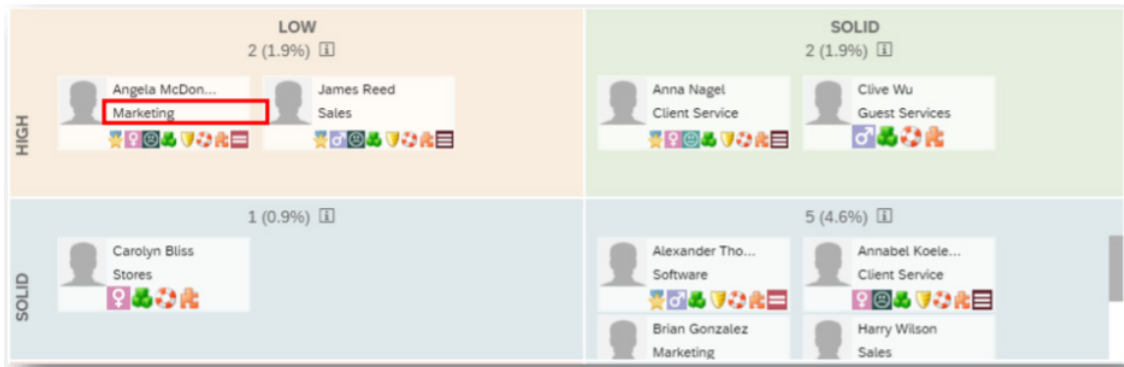 LOW
2 (1.9%)
SOLID
2 (1.9%)
HIGH
Angela McDon...
Marketing
James Reed
Sales
Anna Nagel
Client Service
Clive Wu
Guest Services
SOLID
1 (0.9%)
5 (4.6%)
Carolyn Bliss
Stores
Alexander Tho...
Software
Annabel Koele...
Client Service
Brian Gonzalez
Marketing
Harry Wilson
Sales